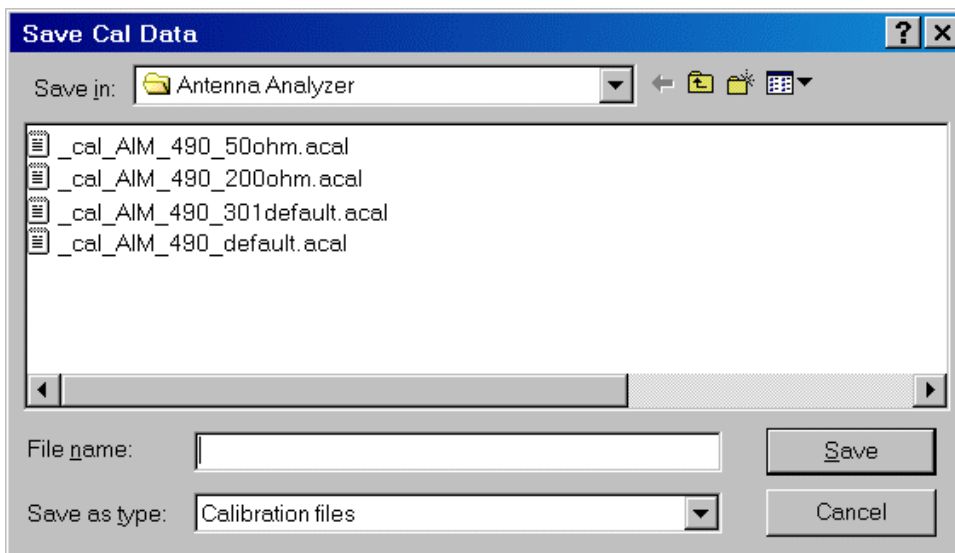 Save Cal Data
Save in: Antenna Analyzer
_cal_AIM_490_50ohm.acal
_cal_AIM_490_200ohm.acal
_cal_AIM_490_301default.acal
_cal_AIM_490_default.acal
File name:
Save
Save as type: Calibration files
Cancel